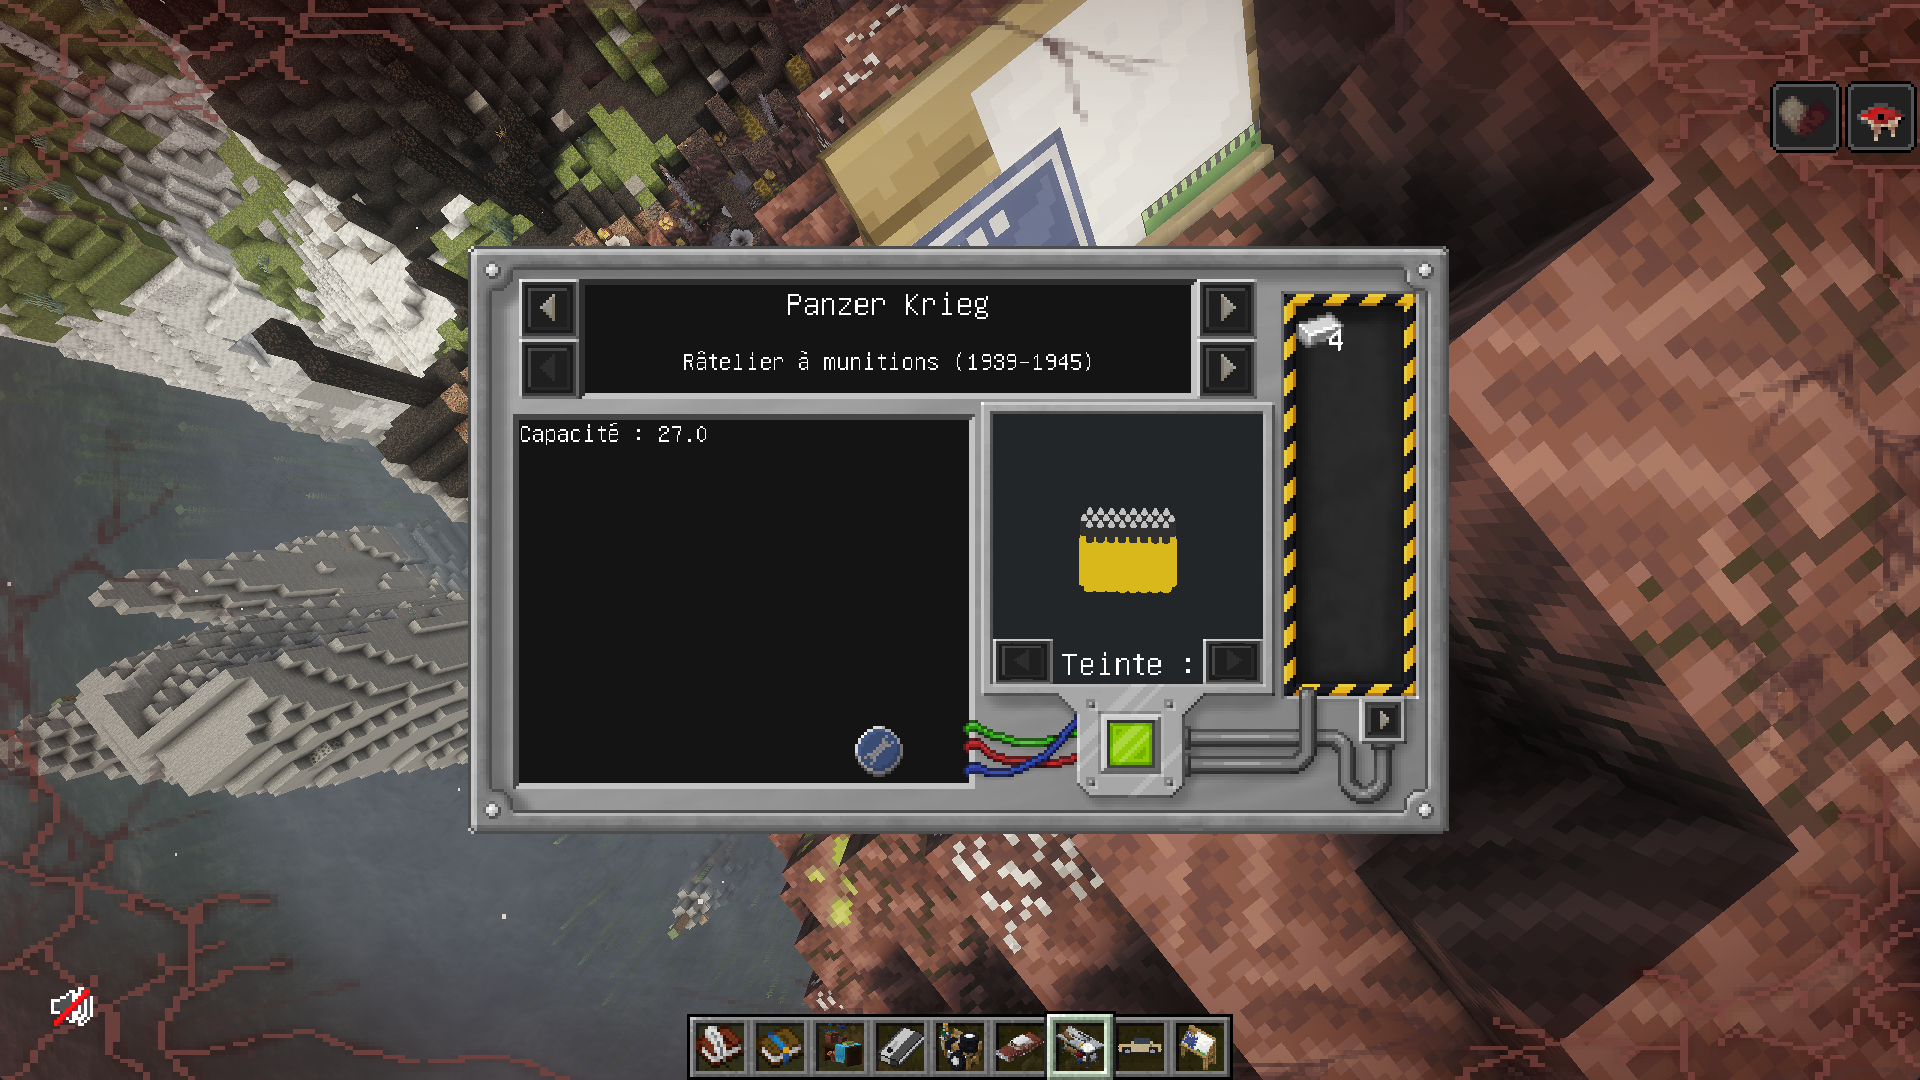 Panzer Krieg
Râtelier à munitions (1939-1945)
Capacité : 27.0
4
Teinte :